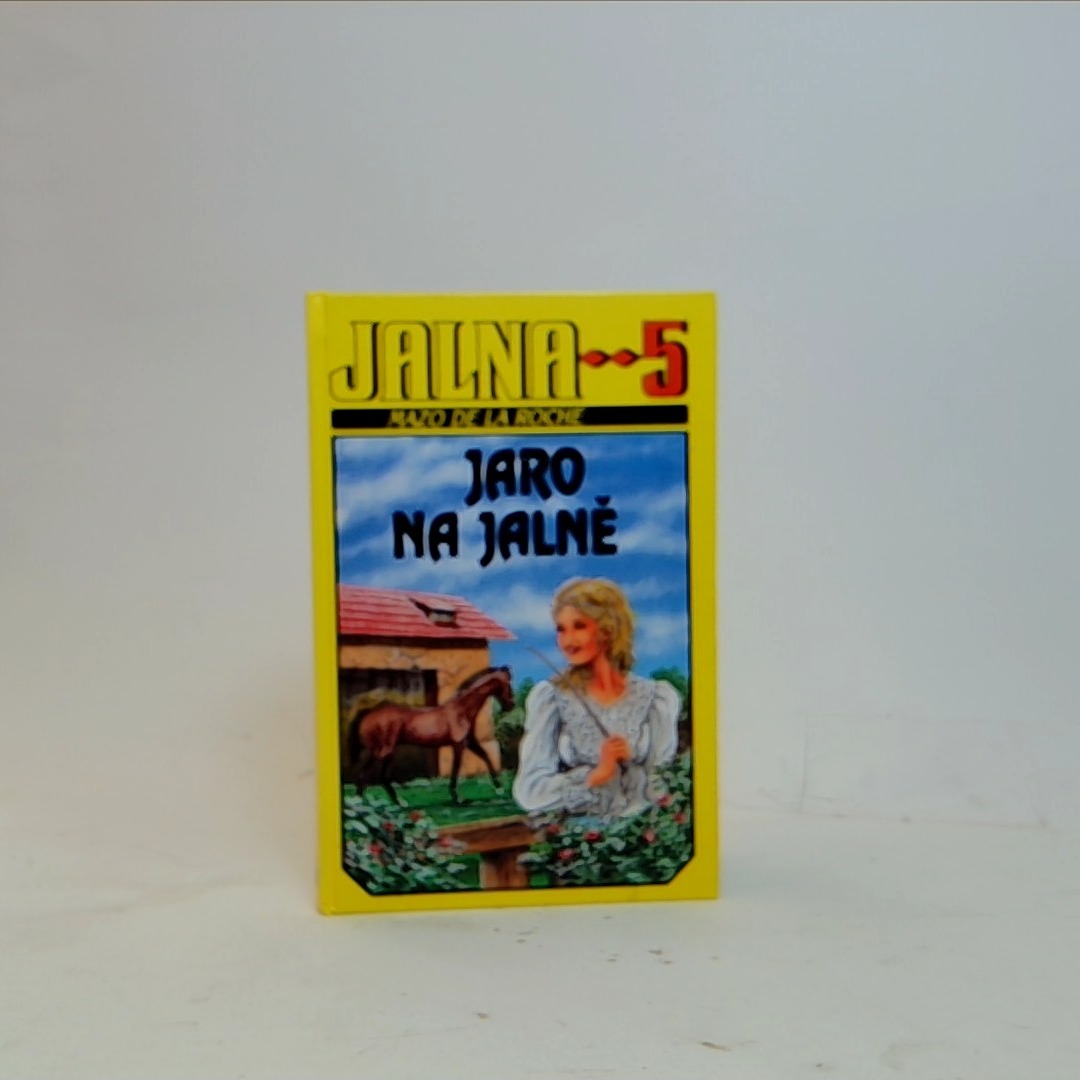 JALNA 5
MAZO DE LA ROCHE
JARO
NA JALNĚ